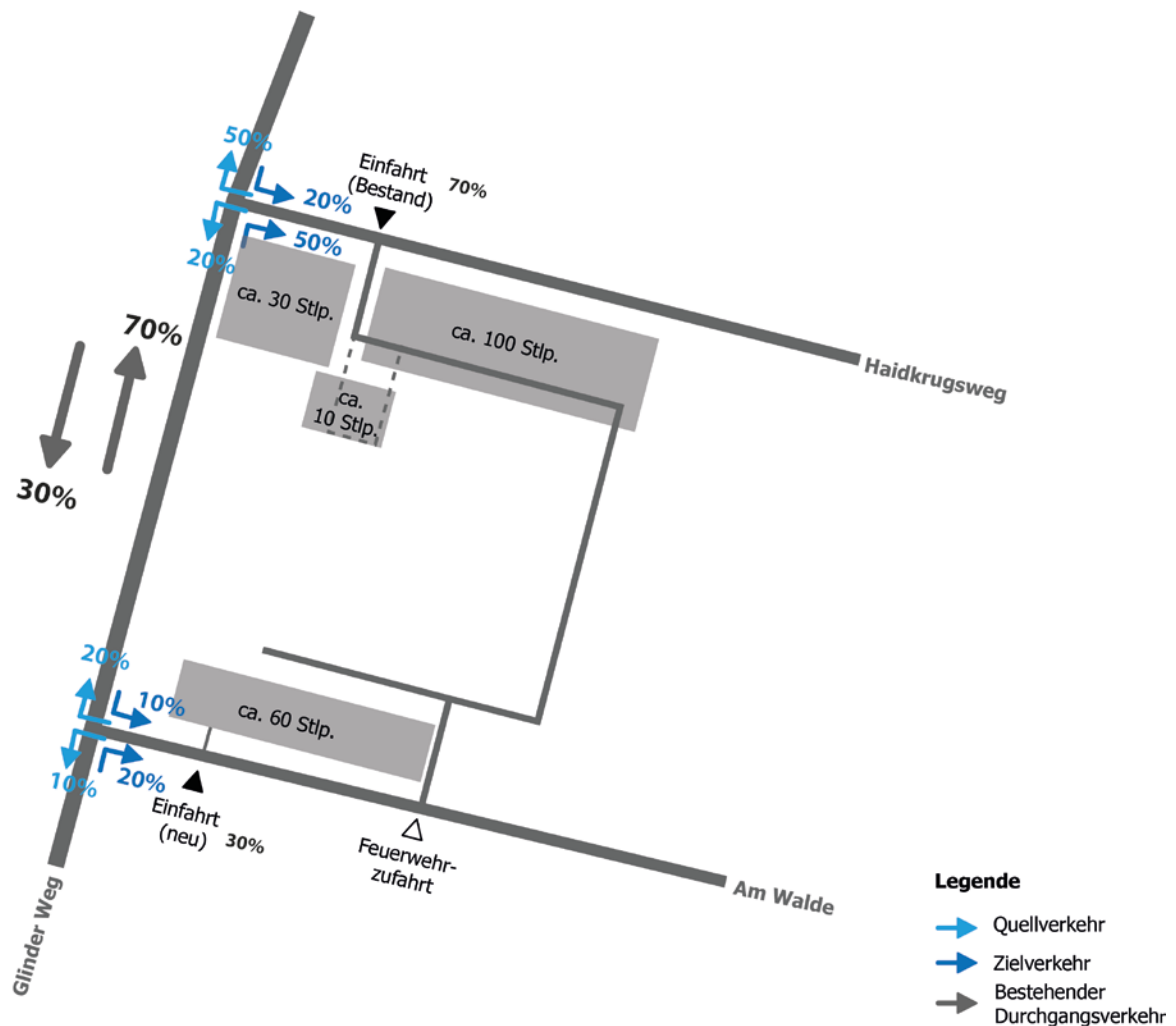 50%
Einfahrt
(Bestand)
70%
20%
50%
20%
ca. 30 Stlp.
ca. 100 Stlp.
Haidkrugsweg
70%
ca.
10 Stlp.
30%
20%
10%
ca. 60 Stlp.
10%
20%
Einfahrt
(neu)
30%
Feuerwehr-
zufahrt
Am Walde
Glinder Weg
Legende
Quellverkehr
Zielverkehr
Bestehender
Durchgangsverkehr